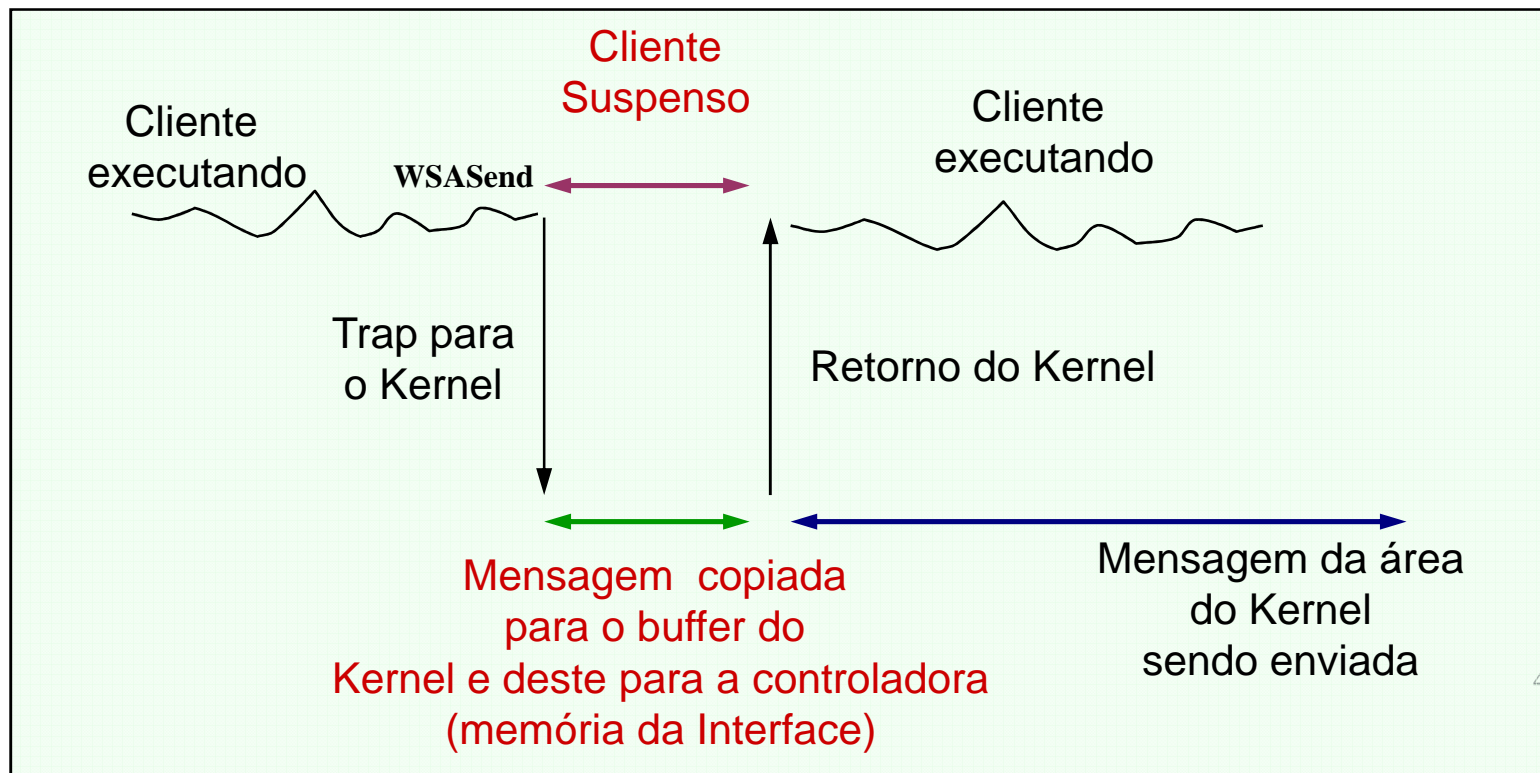 Cliente
Suspenso
Cliente
executando
WSASend
Cliente
executando
Trap para
o Kernel
Retorno do Kernel
Mensagem copiada
para o buffer do
Kernel e deste para a controladora
(memória da Interface)
Mensagem da área
do Kernel
sendo enviada